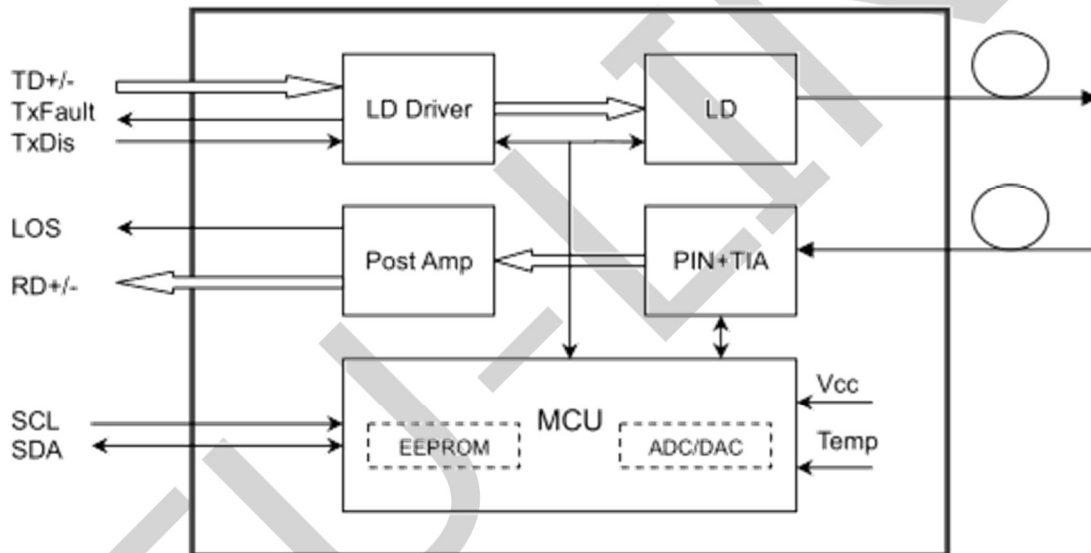 TD+/-
TxFault
TxDis
LD Driver
LD
LOS
RD+/-
Post Amp
PIN+TIA
SCL
SDA
MCU
EEPROM
ADC/DAC
Vcc
Temp